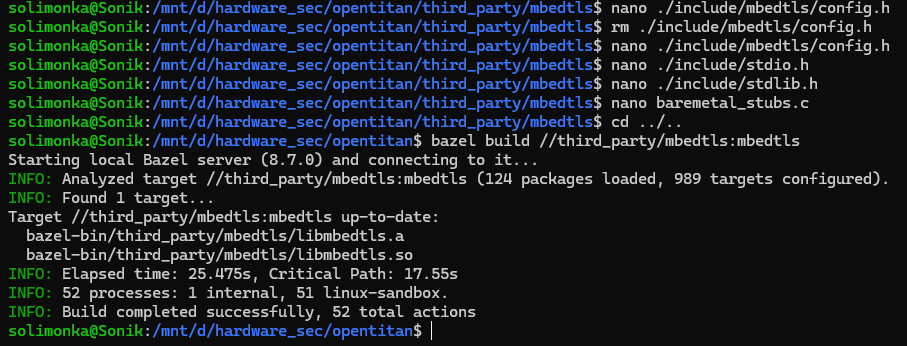 solimonka@Sonik:/mnt/d/hardware_sec/opentitan/third_party/mbedtls$ nano ./include/mbedtls/config.h
solimonka@Sonik:/mnt/d/hardware_sec/opentitan/third_party/mbedtls$ rm ./include/mbedtls/config.h
solimonka@Sonik:/mnt/d/hardware_sec/opentitan/third_party/mbedtls$ nano ./include/mbedtls/config.h
solimonka@Sonik:/mnt/d/hardware_sec/opentitan/third_party/mbedtls$ nano ./include/stdio.h
solimonka@Sonik:/mnt/d/hardware_sec/opentitan/third_party/mbedtls$ nano ./include/stdlib.h
solimonka@Sonik:/mnt/d/hardware_sec/opentitan/third_party/mbedtls$ nano baremetal_stubs.c
solimonka@Sonik:/mnt/d/hardware_sec/opentitan/third_party/mbedtls$ cd ../..
solimonka@Sonik:/mnt/d/hardware_sec/opentitan$ bazel build //third_party/mbedtls:mbedtls
Starting local Bazel server (8.7.0) and connecting to it...
INFO: Analyzed target //third_party/mbedtls:mbedtls (124 packages loaded, 989 targets configured).
INFO: Found 1 target...
Target //third_party/mbedtls:mbedtls up-to-date:
  bazel-bin/third_party/mbedtls/libmbedtls.a
  bazel-bin/third_party/mbedtls/libmbedtls.so
INFO: Elapsed time: 25.475s, Critical Path: 17.55s
INFO: 52 processes: 1 internal, 51 linux-sandbox.
INFO: Build completed successfully, 52 total actions
solimonka@Sonik:/mnt/d/hardware_sec/opentitan$